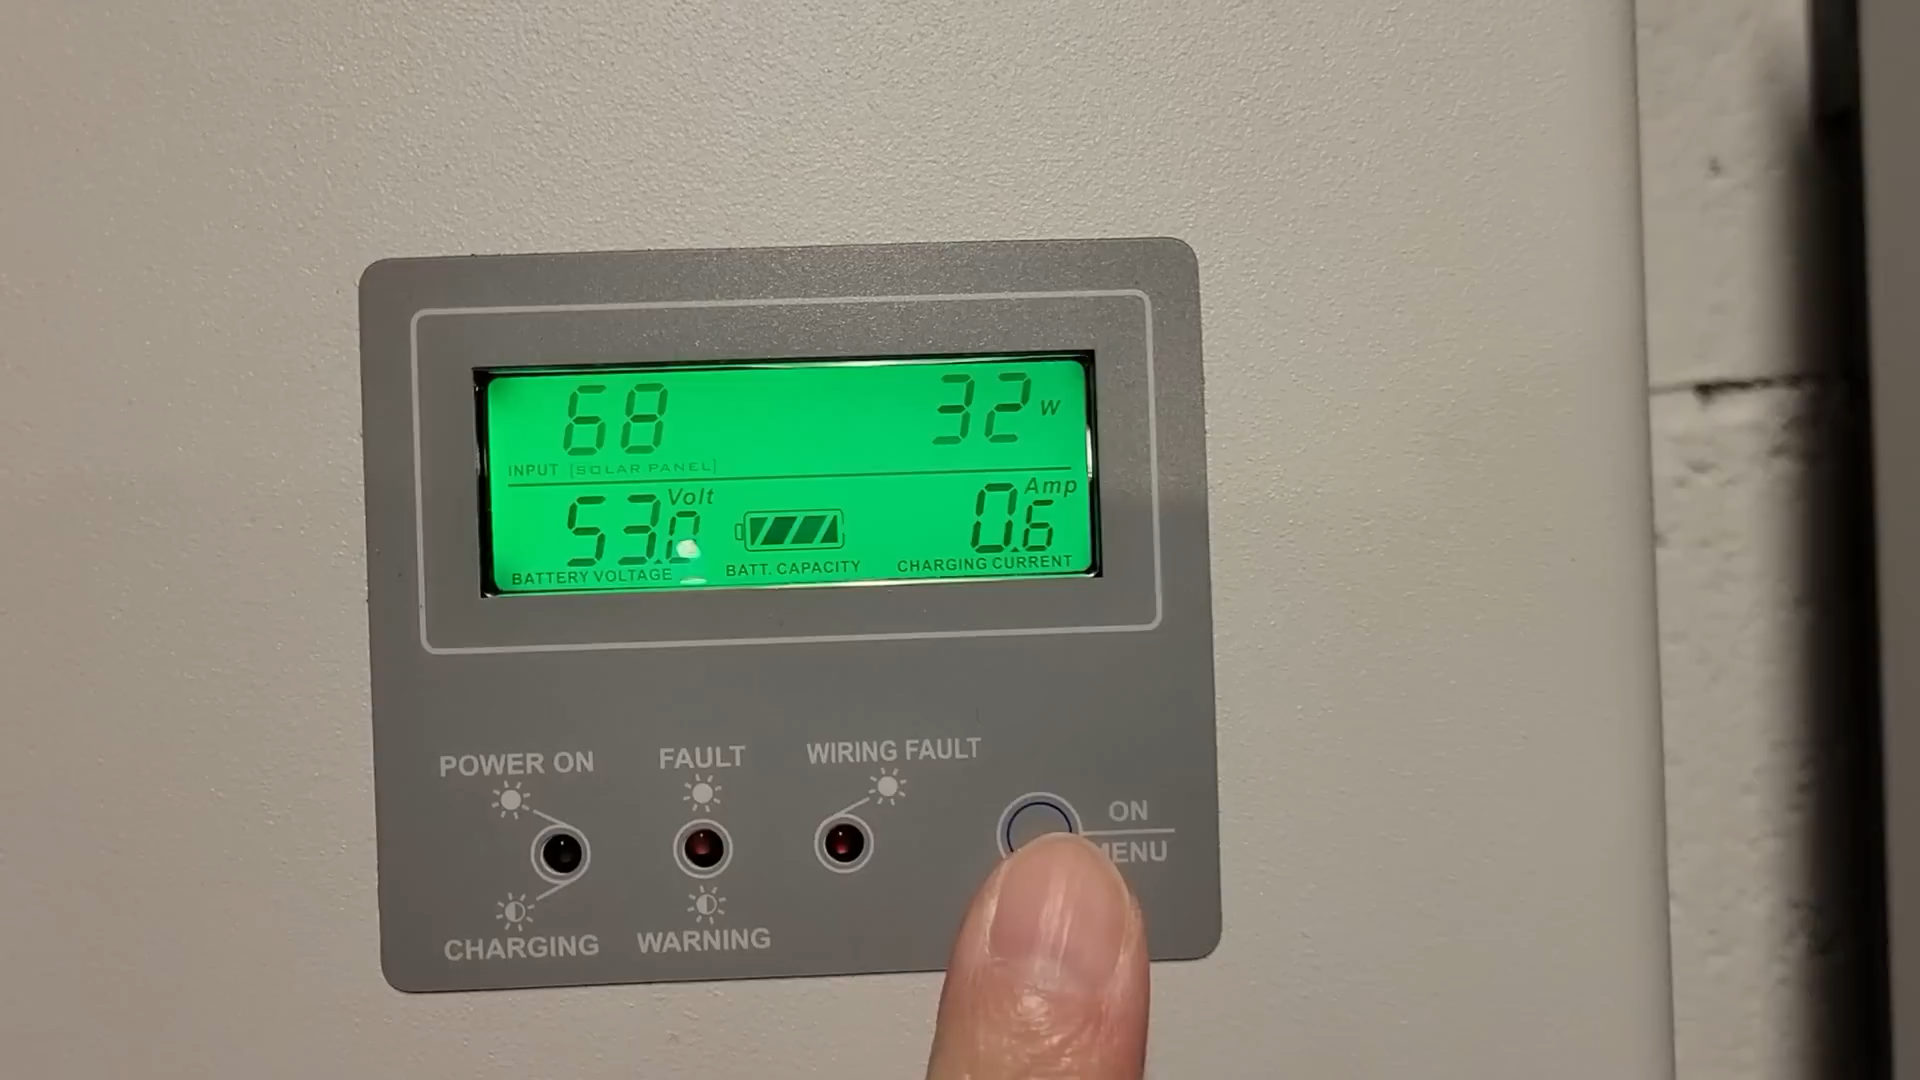 68 32 W
INPUT [SOLAR PANEL]
Volt Amp
53. 0.6
BATTERY VOLTAGE BATT. CAPACITY CHARGING CURRENT
POWER ON FAULT WIRING FAULT
ON
MENU
CHARGING WARNING